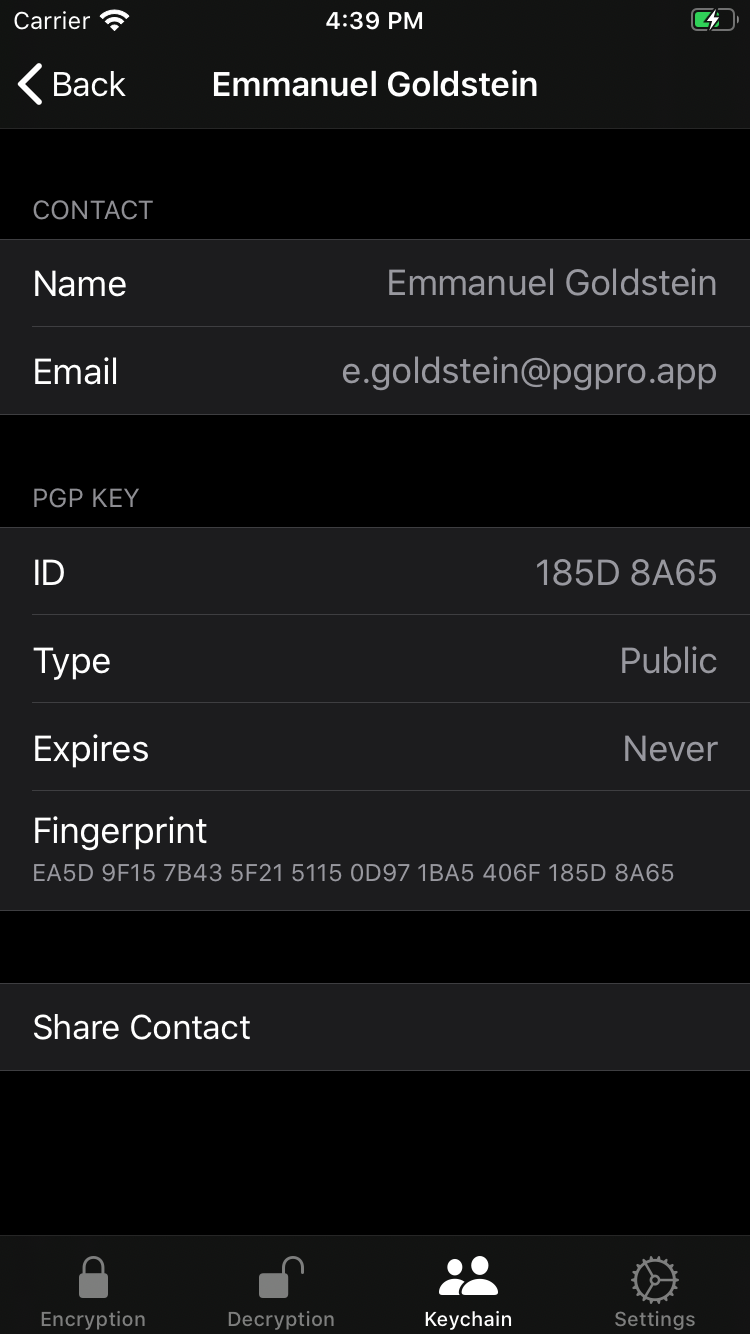 Carrier 4:39 PM
Back Emmanuel Goldstein
CONTACT
Name Emmanuel Goldstein
Email e.goldstein@pgpro.app
PGP KEY
ID 185D 8A65
Type Public
Expires Never
Fingerprint
EA5D 9F15 7B43 5F21 5115 0D97 1BA5 406F 185D 8A65
Share Contact
Encryption Decryption Keychain Settings